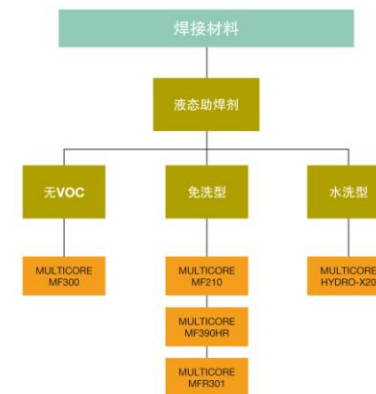 焊接材料
液态助焊剂
无VOC
免洗型
水洗型
MULTICORE
MF300
MULTICORE
MF210
MULTICORE
HYDRO-X20
MULTICORE
MF390HR
MULTICORE
MFR301